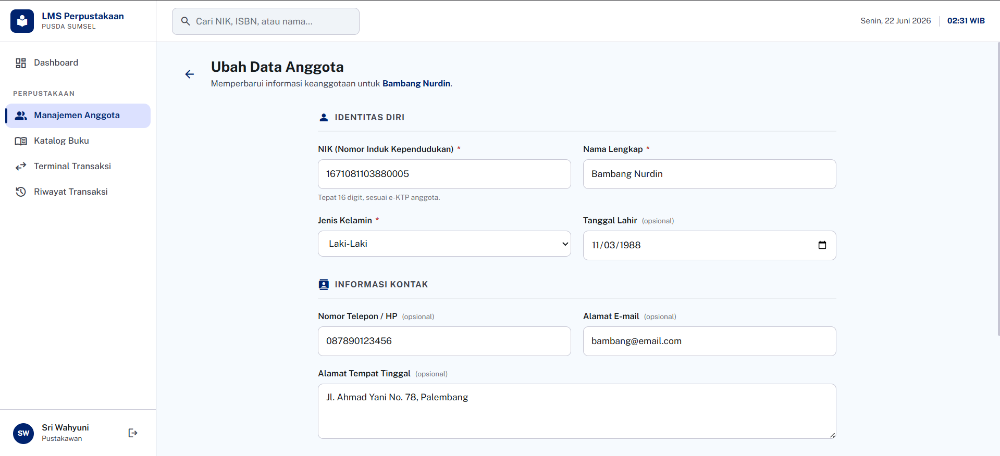 LMS Perpustakaan
PUSDA SUMSEL
Cari NIK, ISBN, atau nama...
Senin, 22 Juni 2026
02:31 WIB
Dashboard
PERPUSTAKAAN
Manajemen Anggota
Katalog Buku
Terminal Transaksi
Riwayat Transaksi
SW
Sri Wahyuni
Pustakawan
Ubah Data Anggota
Memperbarui informasi keanggotaan untuk Bambang Nurdin.
IDENTITAS DIRI
NIK (Nomor Induk Kependudukan) *
1671081103880005
Tepat 16 digit, sesuai e-KTP anggota.
Nama Lengkap *
Bambang Nurdin
Jenis Kelamin *
Laki-Laki
Tanggal Lahir (opsional)
11/03/1988
INFORMASI KONTAK
Nomor Telepon / HP (opsional)
087890123456
Alamat E-mail (opsional)
bambang@email.com
Alamat Tempat Tinggal (opsional)
Jl. Ahmad Yani No. 78, Palembang